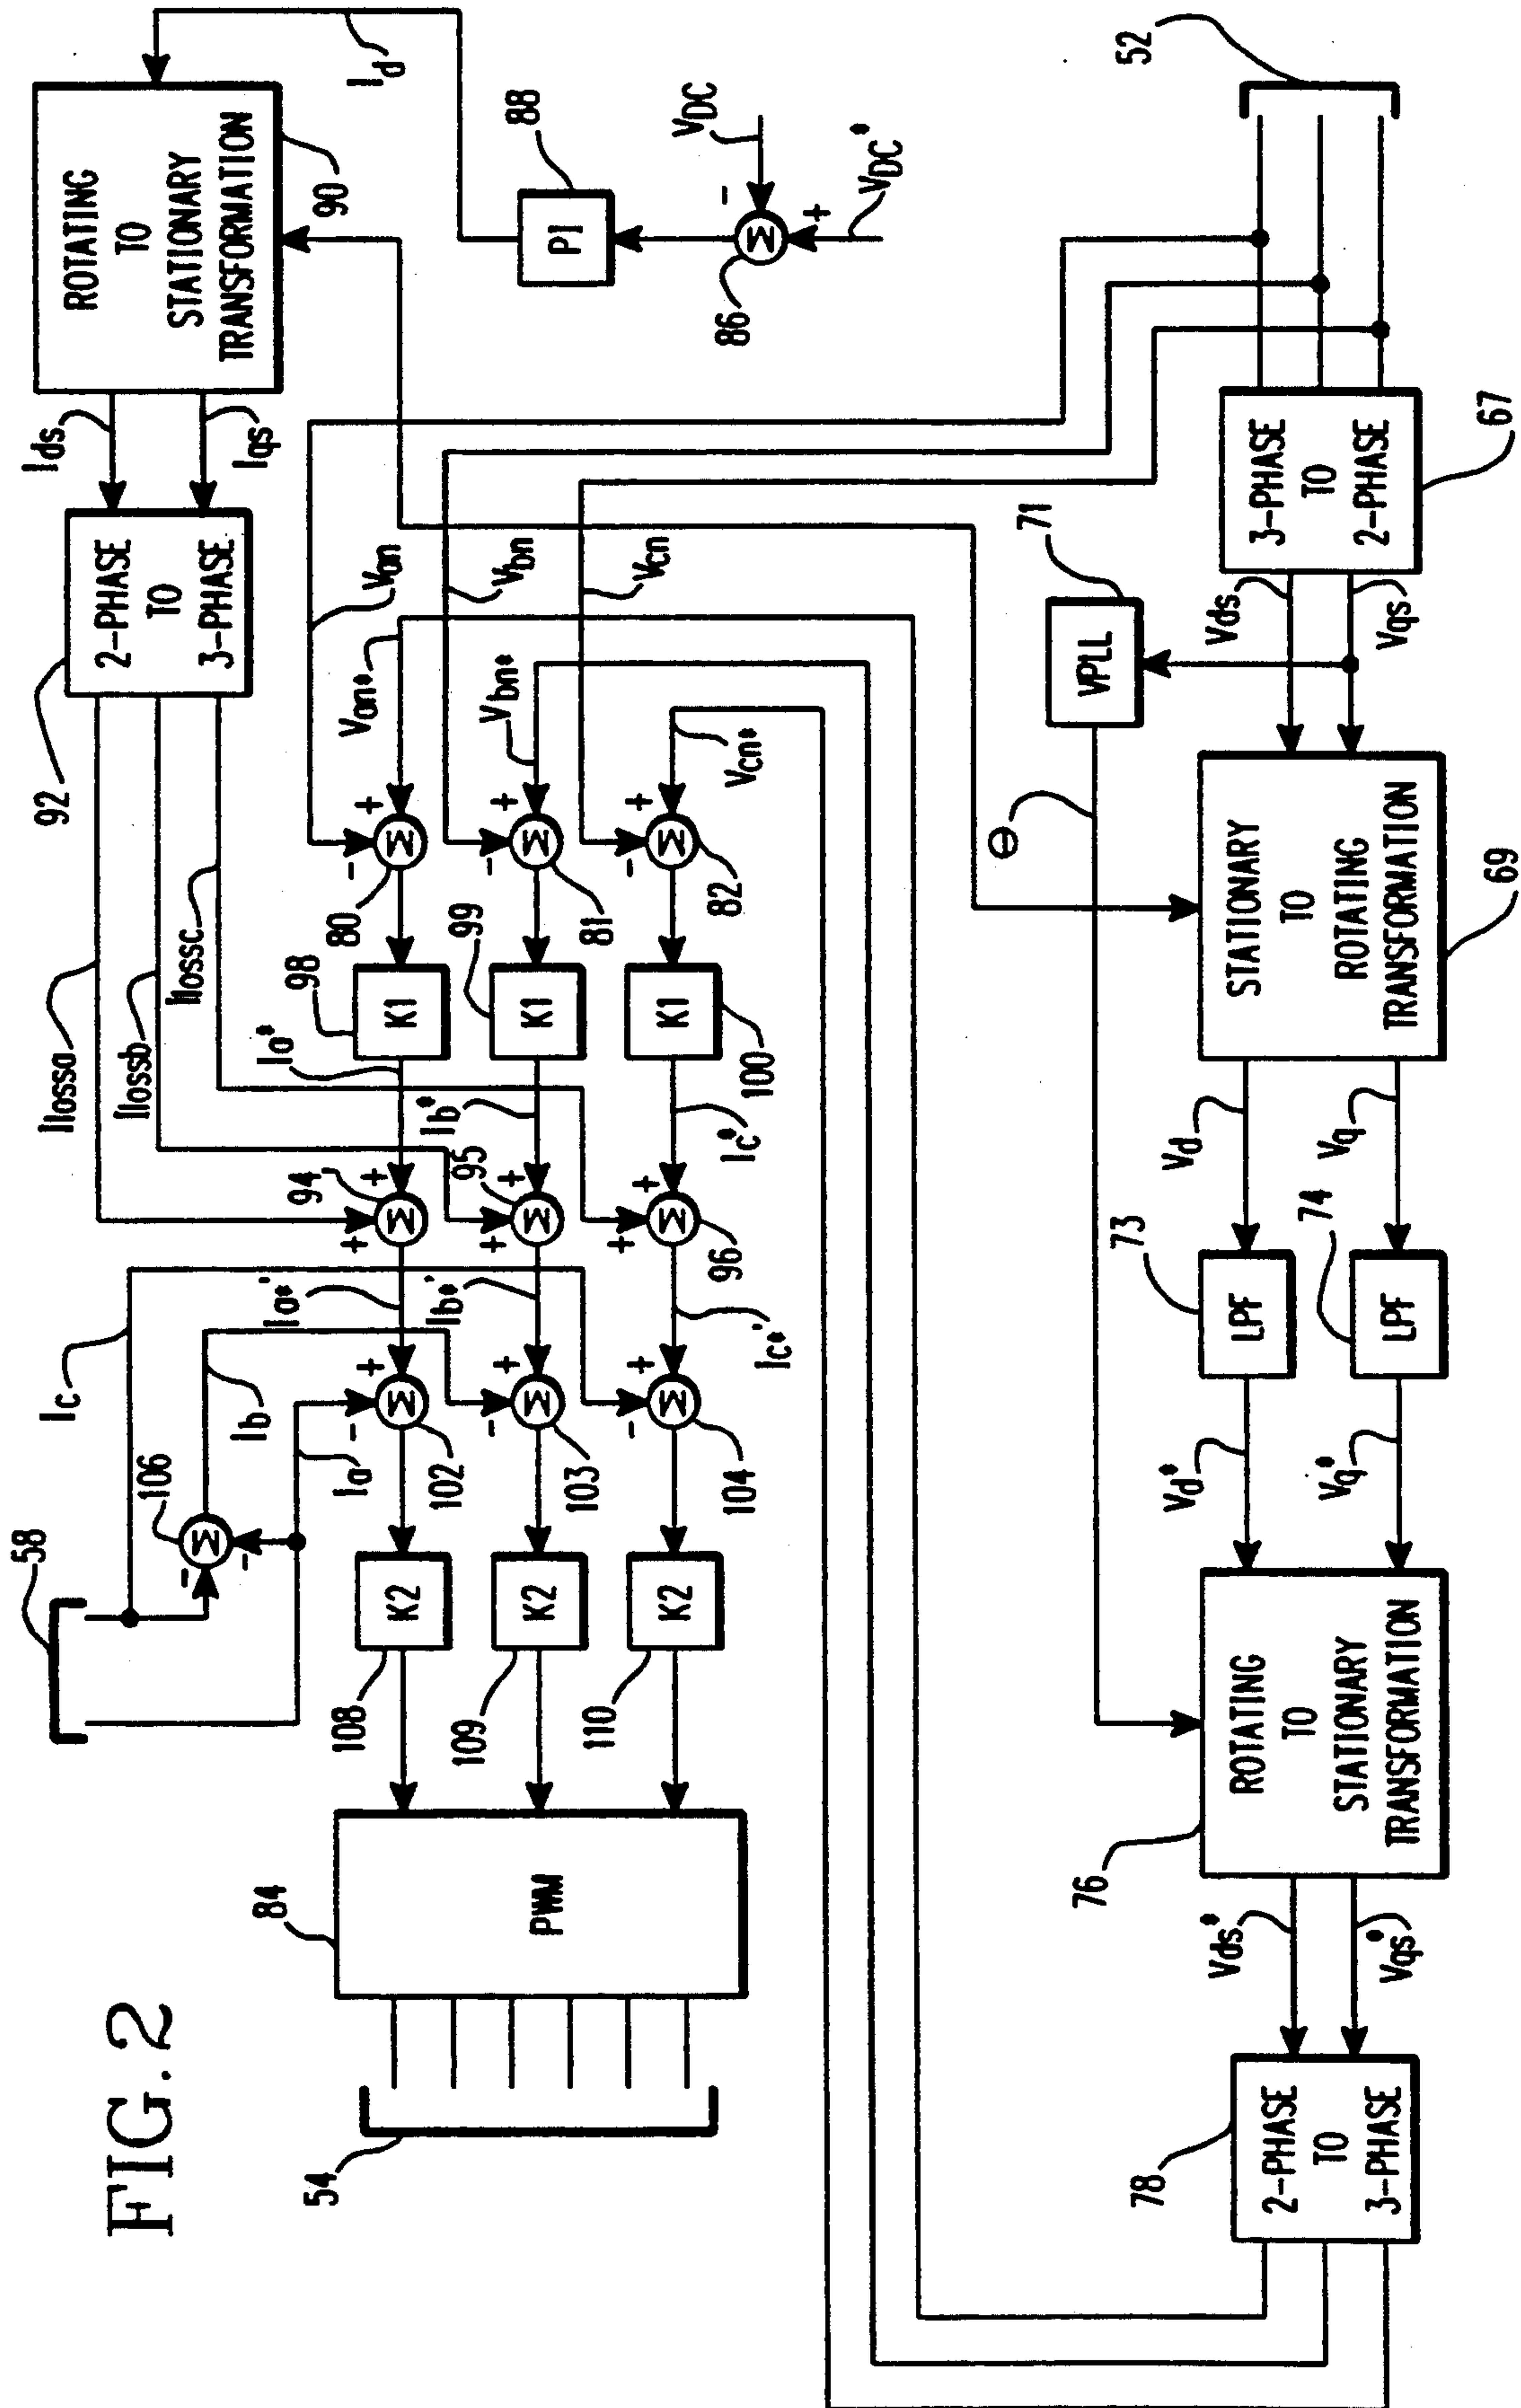 FIG. 2
54
84
PWM
58
106
Ic
Ib
Ia
108
109
110
K2
K2
K2
102
103
104
Σ
Σ
Σ
Σ
-
-
+
-
+
-
+
-
Ia*'
Ib*'
Ic*'
94
95
96
Σ
Σ
Σ
+
+
+
+
+
+
Ilossa
Ilossb
Ilossc
Ia*
Ib*
Ic*
98
99
100
K1
K1
K1
80
81
82
Σ
Σ
Σ
-
+
-
+
-
+
Van*
Vbn*
Vcn*
Van
Vbn
Vcn
92
2-PHASE
TO
3-PHASE
Ids
Iqs
ROTATING
TO
STATIONARY
TRANSFORMATION
90
Id
PI
88
Σ
86
-
+
VDC
VDC*
78
2-PHASE
TO
3-PHASE
Vds*
Vqs*
76
ROTATING
TO
STATIONARY
TRANSFORMATION
Vd*
Vq*
73
74
LPF
LPF
Vd
Vq
Θ
STATIONARY
TO
ROTATING
TRANSFORMATION
69
VPLL
71
Vds
Vqs
3-PHASE
TO
2-PHASE
67
52